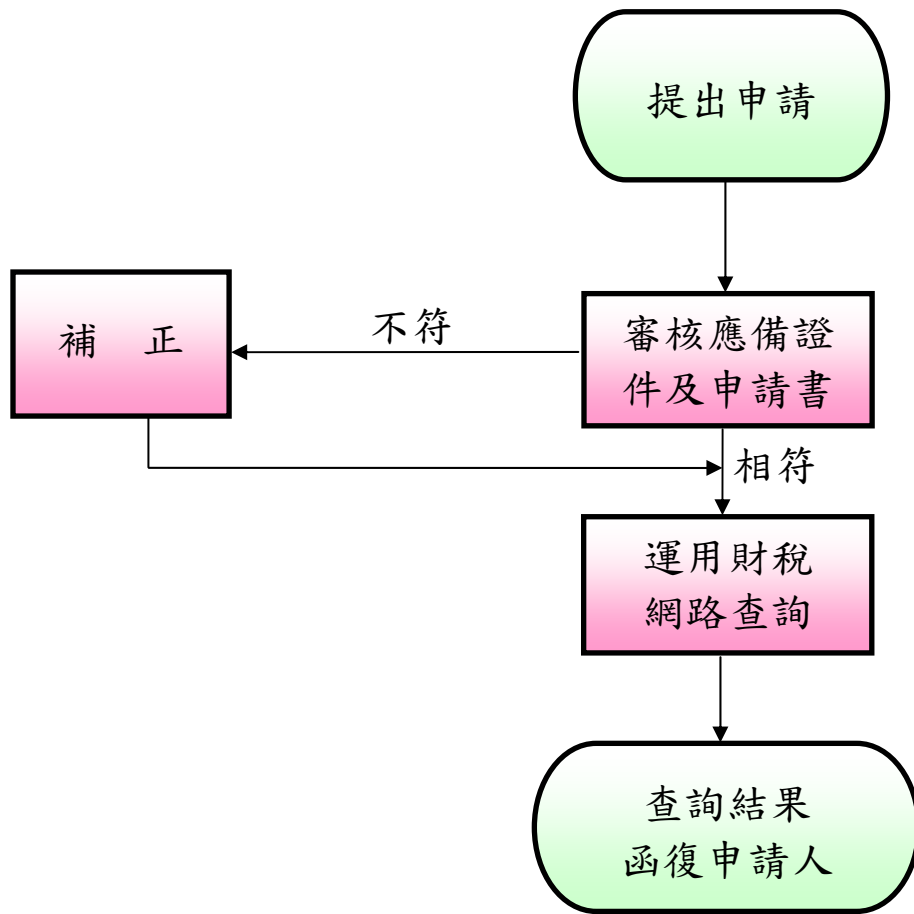 提出申請
審核應備證
件及申請書
不符
補　正
相符
運用財稅
網路查詢
查詢結果
函復申請人